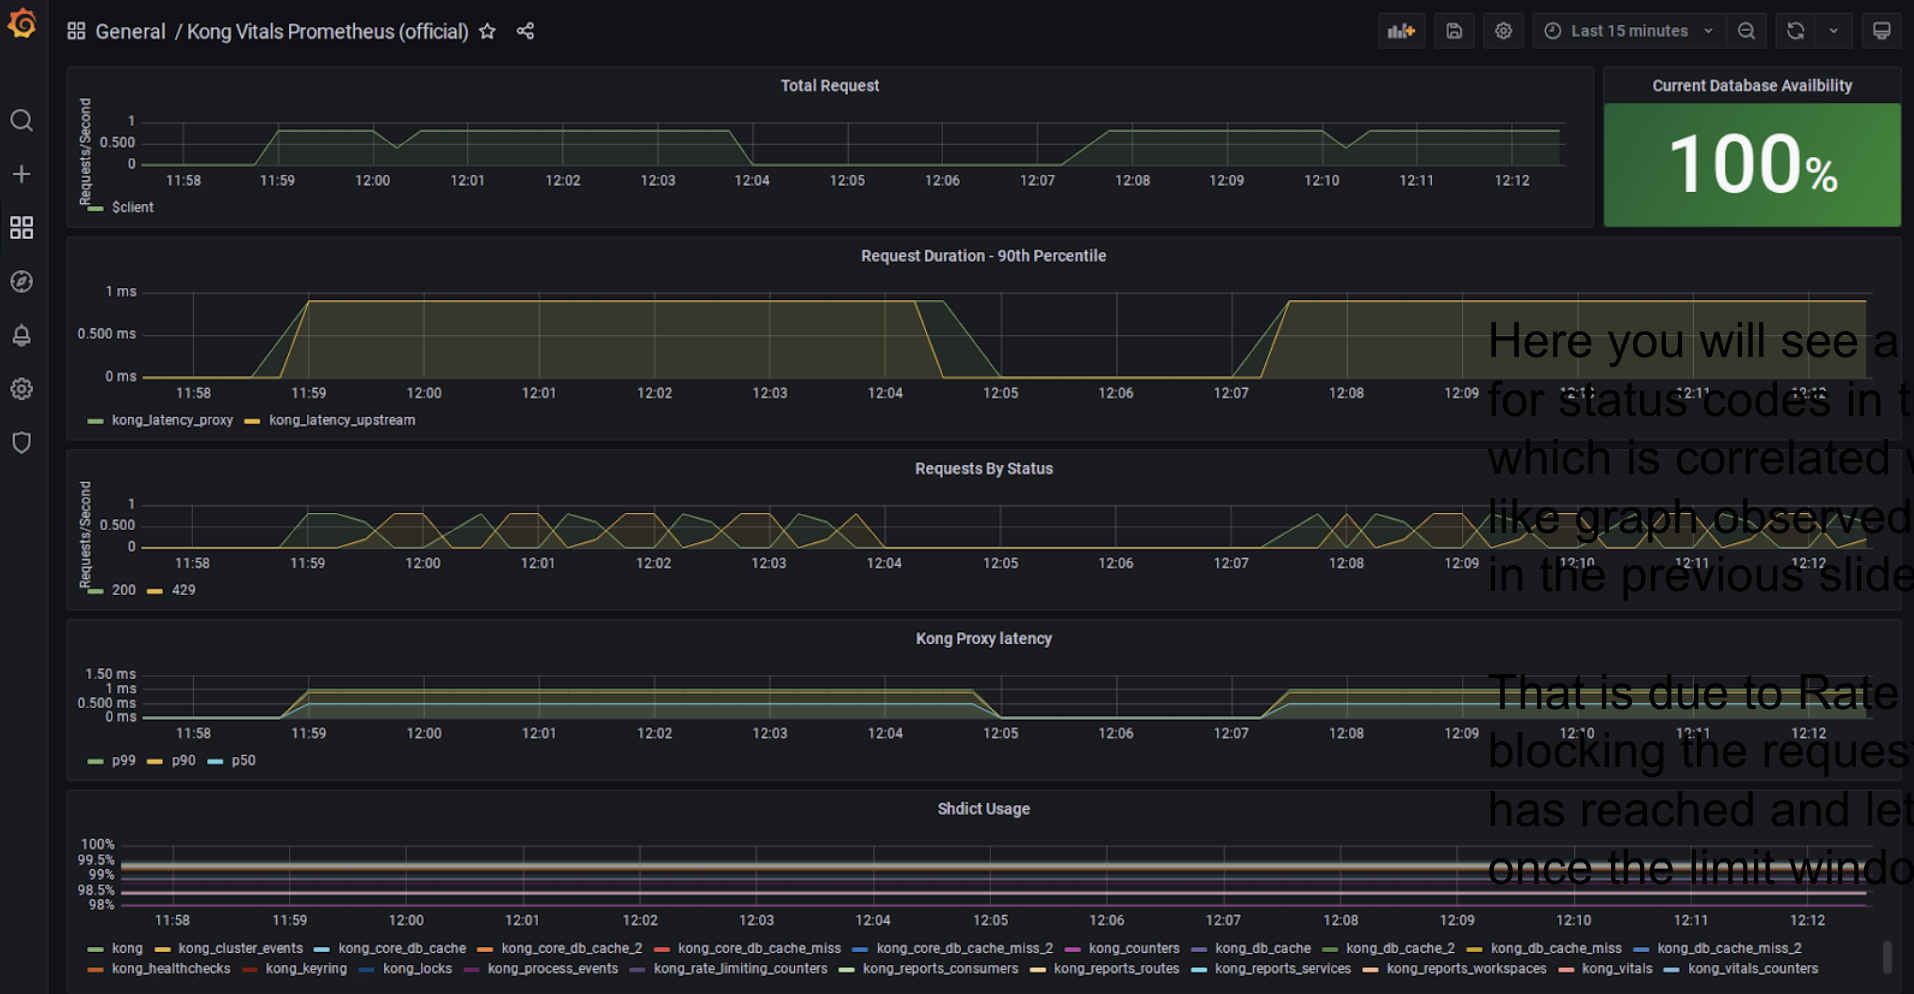 General / Kong Vitals Prometheus (official)
Last 15 minutes
Total Request
Requests/Second
1
0.500
0
11:58 11:59 12:00 12:01 12:02 12:03 12:04 12:05 12:06 12:07 12:08 12:09 12:10 12:11 12:12
$client
Current Database Availbility
100%
Request Duration - 90th Percentile
1 ms
0.500 ms
0 ms
11:58 11:59 12:00 12:01 12:02 12:03 12:04 12:05 12:06 12:07 12:08 12:09 12:10 12:11 12:12
kong_latency_proxy kong_latency_upstream
Requests By Status
Requests/Second
1
0.500
0
11:58 11:59 12:00 12:01 12:02 12:03 12:04 12:05 12:06 12:07 12:08 12:09 12:10 12:11 12:12
200 429
Kong Proxy latency
1.50 ms
1 ms
0.500 ms
0 ms
11:58 11:59 12:00 12:01 12:02 12:03 12:04 12:05 12:06 12:07 12:08 12:09 12:10 12:11 12:12
p99 p90 p50
Shdict Usage
100%
99.5%
99%
98.5%
98%
11:58 11:59 12:00 12:01 12:02 12:03 12:04 12:05 12:06 12:07 12:08 12:09 12:10 12:11 12:12
kong kong_cluster_events kong_core_db_cache kong_core_db_cache_2 kong_core_db_cache_miss kong_core_db_cache_miss_2 kong_counters kong_db_cache kong_db_cache_2 kong_db_cache_miss kong_db_cache_miss_2
kong_healthchecks kong_keyring kong_locks kong_process_events kong_rate_limiting_counters kong_reports_consumers kong_reports_routes kong_reports_services kong_reports_workspaces kong_vitals kong_vitals_counters
Here you will see a
for status codes in
which is correlated
like graph observed
in the previous slide
That is due to Rate
blocking the reques
has reached and let
once the limit windo